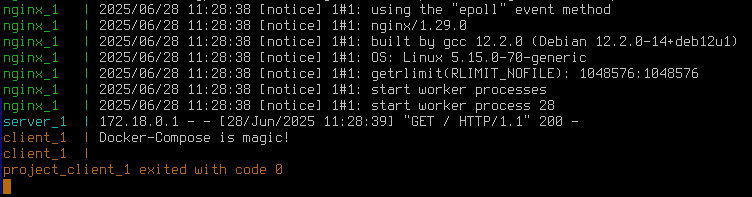 nginx_1   | 2025/06/28 11:28:38 [notice] 1#1: using the "epoll" event method
nginx_1   | 2025/06/28 11:28:38 [notice] 1#1: nginx/1.29.0
nginx_1   | 2025/06/28 11:28:38 [notice] 1#1: built by gcc 12.2.0 (Debian 12.2.0-14+deb12u1)
nginx_1   | 2025/06/28 11:28:38 [notice] 1#1: OS: Linux 5.15.0-70-generic
nginx_1   | 2025/06/28 11:28:38 [notice] 1#1: getrlimit(RLIMIT_NOFILE): 1048576:1048576
nginx_1   | 2025/06/28 11:28:38 [notice] 1#1: start worker processes
nginx_1   | 2025/06/28 11:28:38 [notice] 1#1: start worker process 28
server_1  | 172.18.0.1 - - [28/Jun/2025 11:28:39] "GET / HTTP/1.1" 200 -
client_1  | Docker-Compose is magic!
client_1  |
project_client_1 exited with code 0